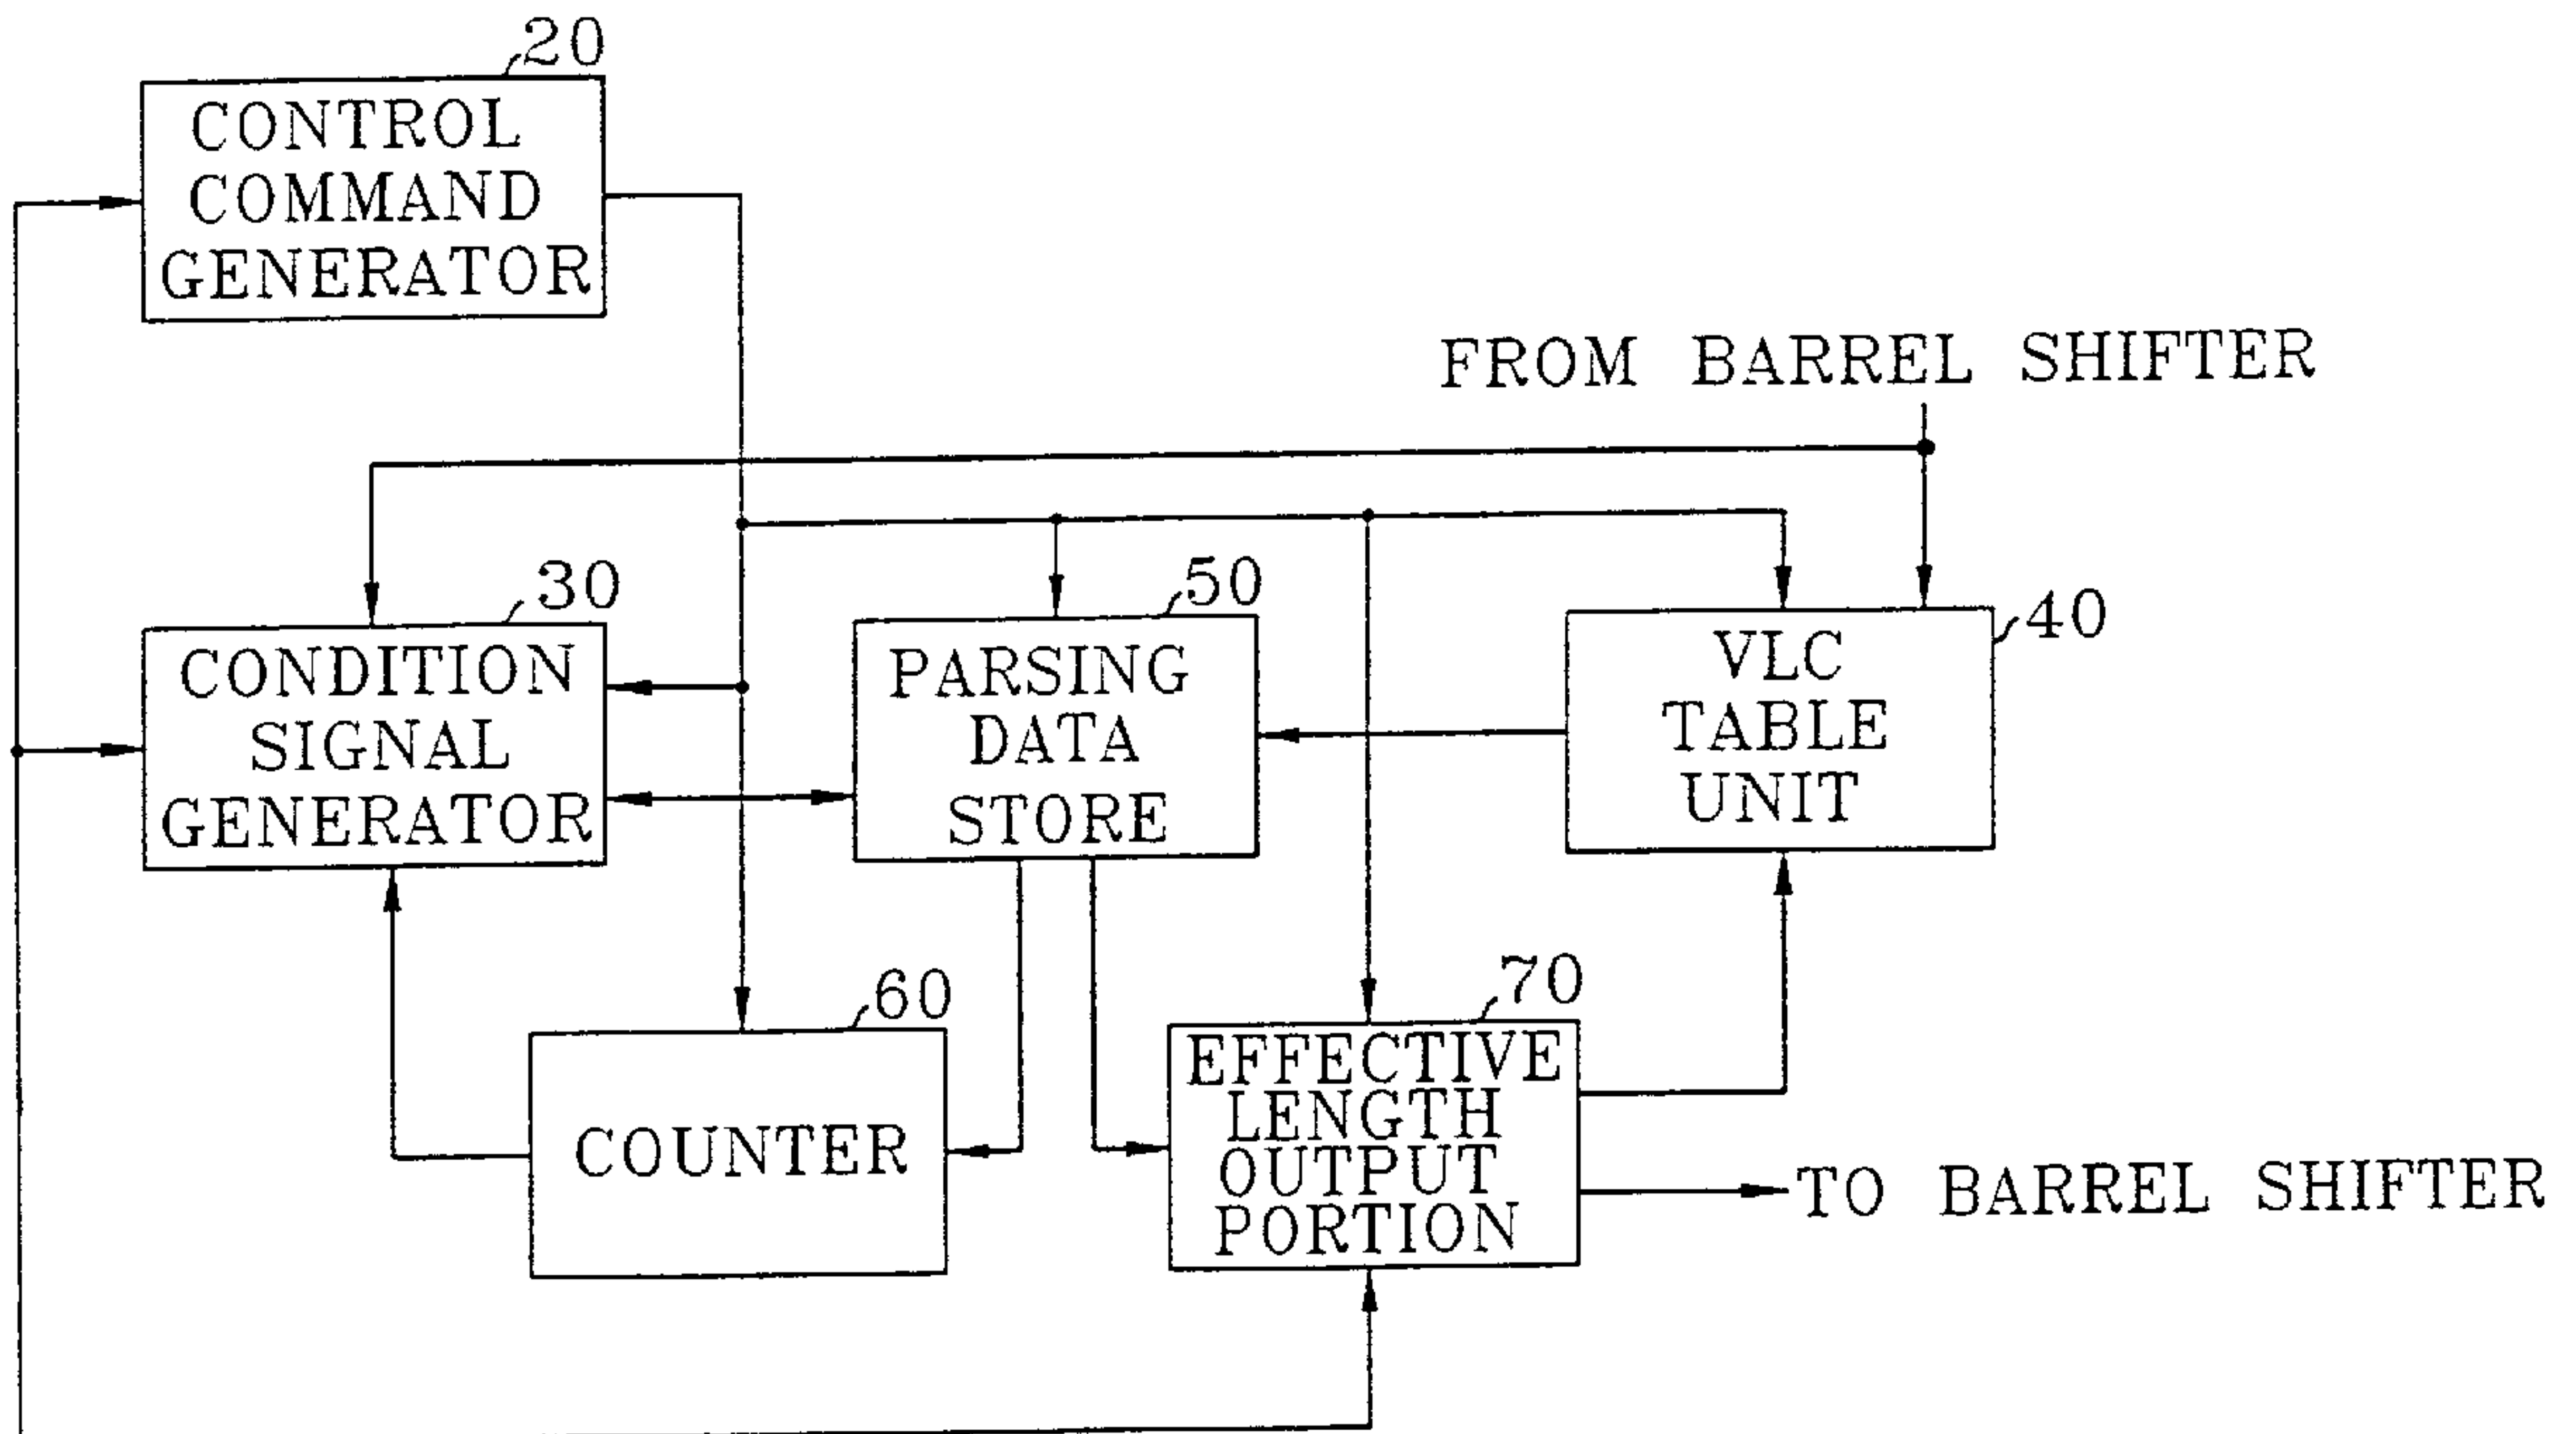 20
CONTROL
COMMAND
GENERATOR
FROM BARREL SHIFTER
30
CONDITION
SIGNAL
GENERATOR
50
PARSING
DATA
STORE
40
VLC
TABLE
UNIT
60
COUNTER
70
EFFECTIVE
LENGTH
OUTPUT
PORTION
TO BARREL SHIFTER